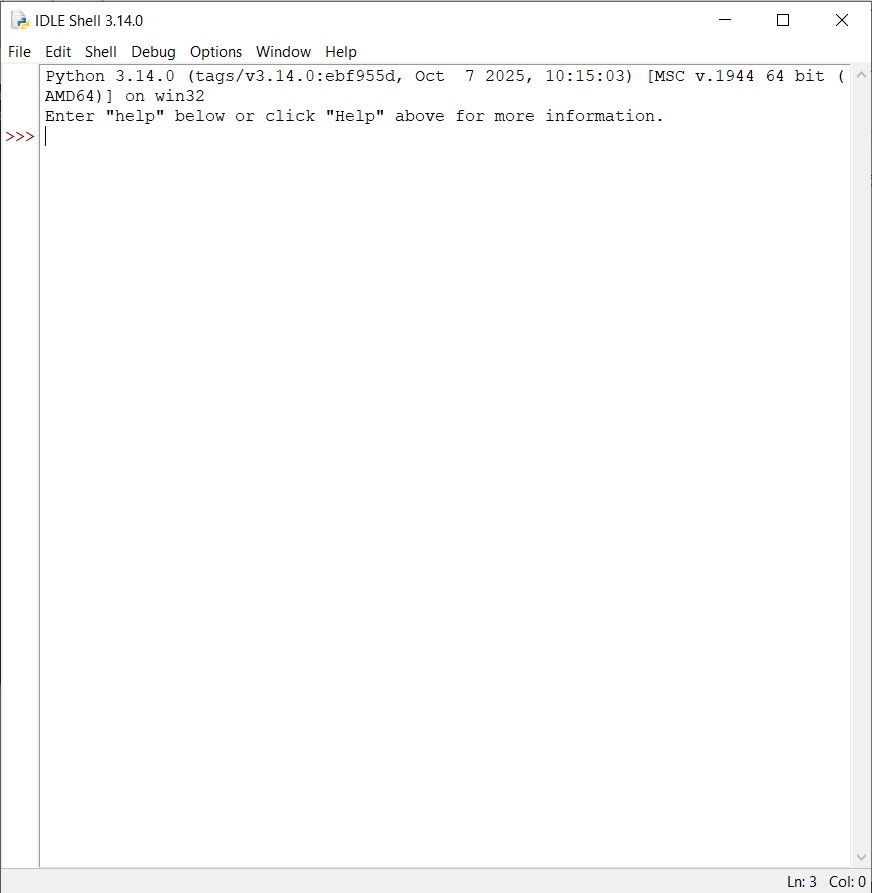 IDLE Shell 3.14.0
File Edit Shell Debug Options Window Help
Python 3.14.0 (tags/v3.14.0:ebf955d, Oct  7 2025, 10:15:03) [MSC v.1944 64 bit (
AMD64)] on win32
Enter "help" below or click "Help" above for more information.
>>>
Ln: 3 Col: 0